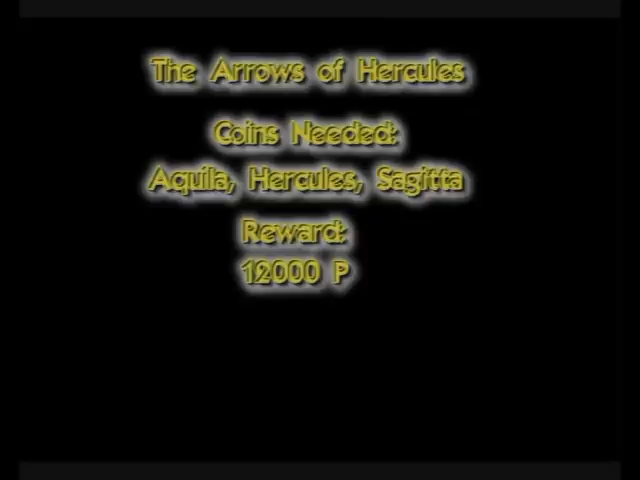 The Arrows of Hercules
Coins Needed:
Aquila, Hercules, Sagitta
Reward:
12000 P